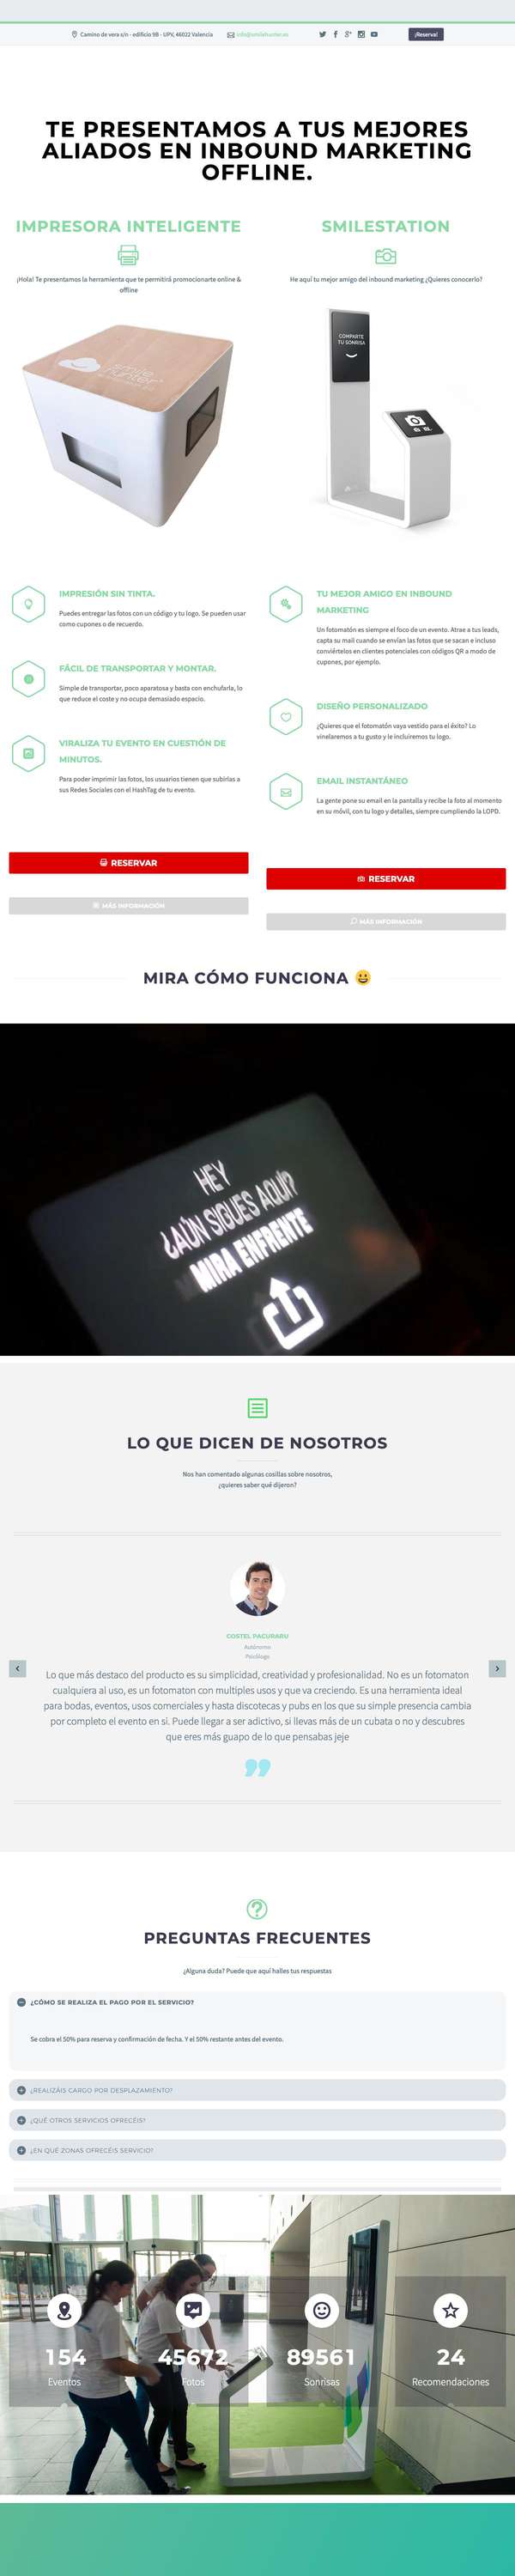 Camino de vera s/n - edificio 9B - UPV, 46022 Valencia
info@smilehunter.es
¡Reserva!
TE PRESENTAMOS A TUS MEJORES
ALIADOS EN INBOUND MARKETING
OFFLINE.
IMPRESORA INTELIGENTE
¡Hola! Te presentamos la herramienta que te permitirá promocionarte online &
offline
smile
hunter
IMPRESIÓN SIN TINTA.
Puedes entregar las fotos con un código y tu logo. Se pueden usar
como cupones o de recuerdo.
FÁCIL DE TRANSPORTAR Y MONTAR.
Simple de transportar, poco aparatosa y basta con enchufarla, lo
que reduce el coste y no ocupa demasiado espacio.
VIRALIZA TU EVENTO EN CUESTIÓN DE
MINUTOS.
Para poder imprimir las fotos, los usuarios tienen que subirlas a
sus Redes Sociales con el HashTag de tu evento.
RESERVAR
MÁS INFORMACIÓN
SMILESTATION
He aquí tu mejor amigo del inbound marketing ¿Quieres conocerlo?
COMPARTE
TU SONRISA
TU MEJOR AMIGO EN INBOUND
MARKETING
Un fotomatón es siempre el foco de un evento. Atrae a tus leads,
capta su mail cuando se envían las fotos que se sacan e incluso
conviértelos en clientes potenciales con códigos QR a modo de
cupones, por ejemplo.
DISEÑO PERSONALIZADO
¿Quieres que el fotomatón vaya vestido para el éxito? Lo
vinelaremos a tu gusto y le incluiremos tu logo.
EMAIL INSTANTÁNEO
La gente pone su email en la pantalla y recibe la foto al momento
en su móvil, con tu logo y detalles, siempre cumpliendo la LOPD.
RESERVAR
MÁS INFORMACIÓN
MIRA CÓMO FUNCIONA 😀
HEY
¿AÚN SIGUES AQUÍ?
MIRA ENFRENTE
LO QUE DICEN DE NOSOTROS
Nos han comentado algunas cosillas sobre nosotros,
¿quieres saber qué dijeron?
COSTEL PACURARU
Autónomo
Psicólogo
Lo que más destaco del producto es su simplicidad, creatividad y profesionalidad. No es un fotomaton
cualquiera al uso, es un fotomaton con multiples usos y que va creciendo. Es una herramienta ideal
para bodas, eventos, usos comerciales y hasta discotecas y pubs en los que su simple presencia cambia
por completo el evento en sí. Puede llegar a ser adictivo, si llevas más de un cubata o no y descubres
que eres más guapo de lo que pensabas jeje
PREGUNTAS FRECUENTES
¿Alguna duda? Puede que aquí halles tus respuestas
¿CÓMO SE REALIZA EL PAGO POR EL SERVICIO?
Se cobra el 50% para reserva y confirmación de fecha. Y el 50% restante antes del evento.
¿REALIZÁIS CARGO POR DESPLAZAMIENTO?
¿QUÉ OTROS SERVICIOS OFRECÉIS?
¿EN QUÉ ZONAS OFRECÉIS SERVICIO?
154
Eventos
45672
Fotos
89561
Sonrisas
24
Recomendaciones